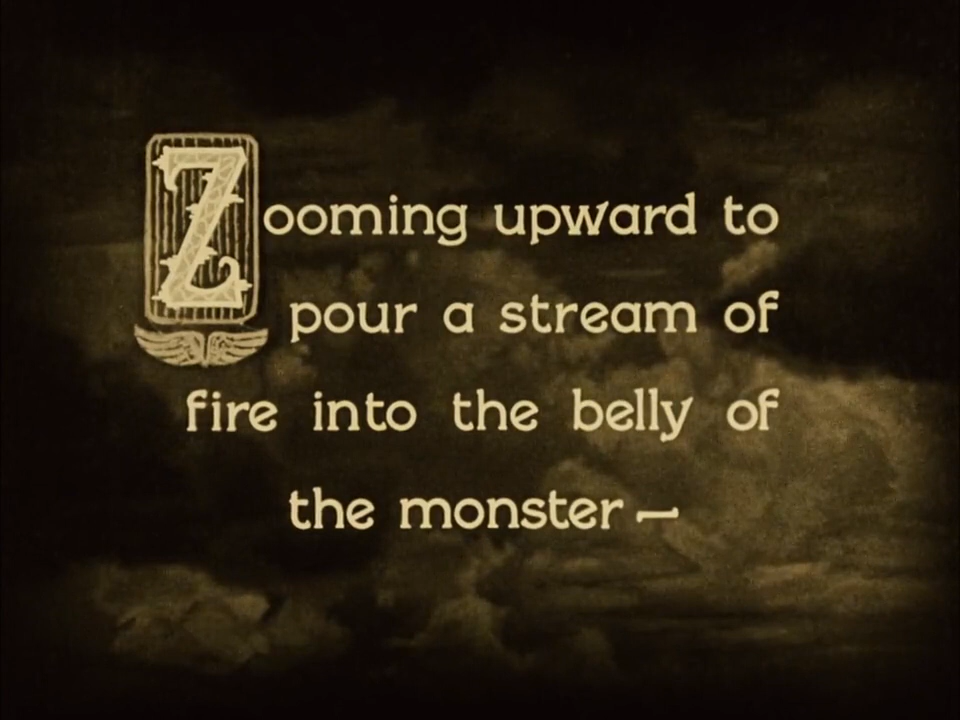 Zooming upward to
pour a stream of
fire into the belly of
the monster —